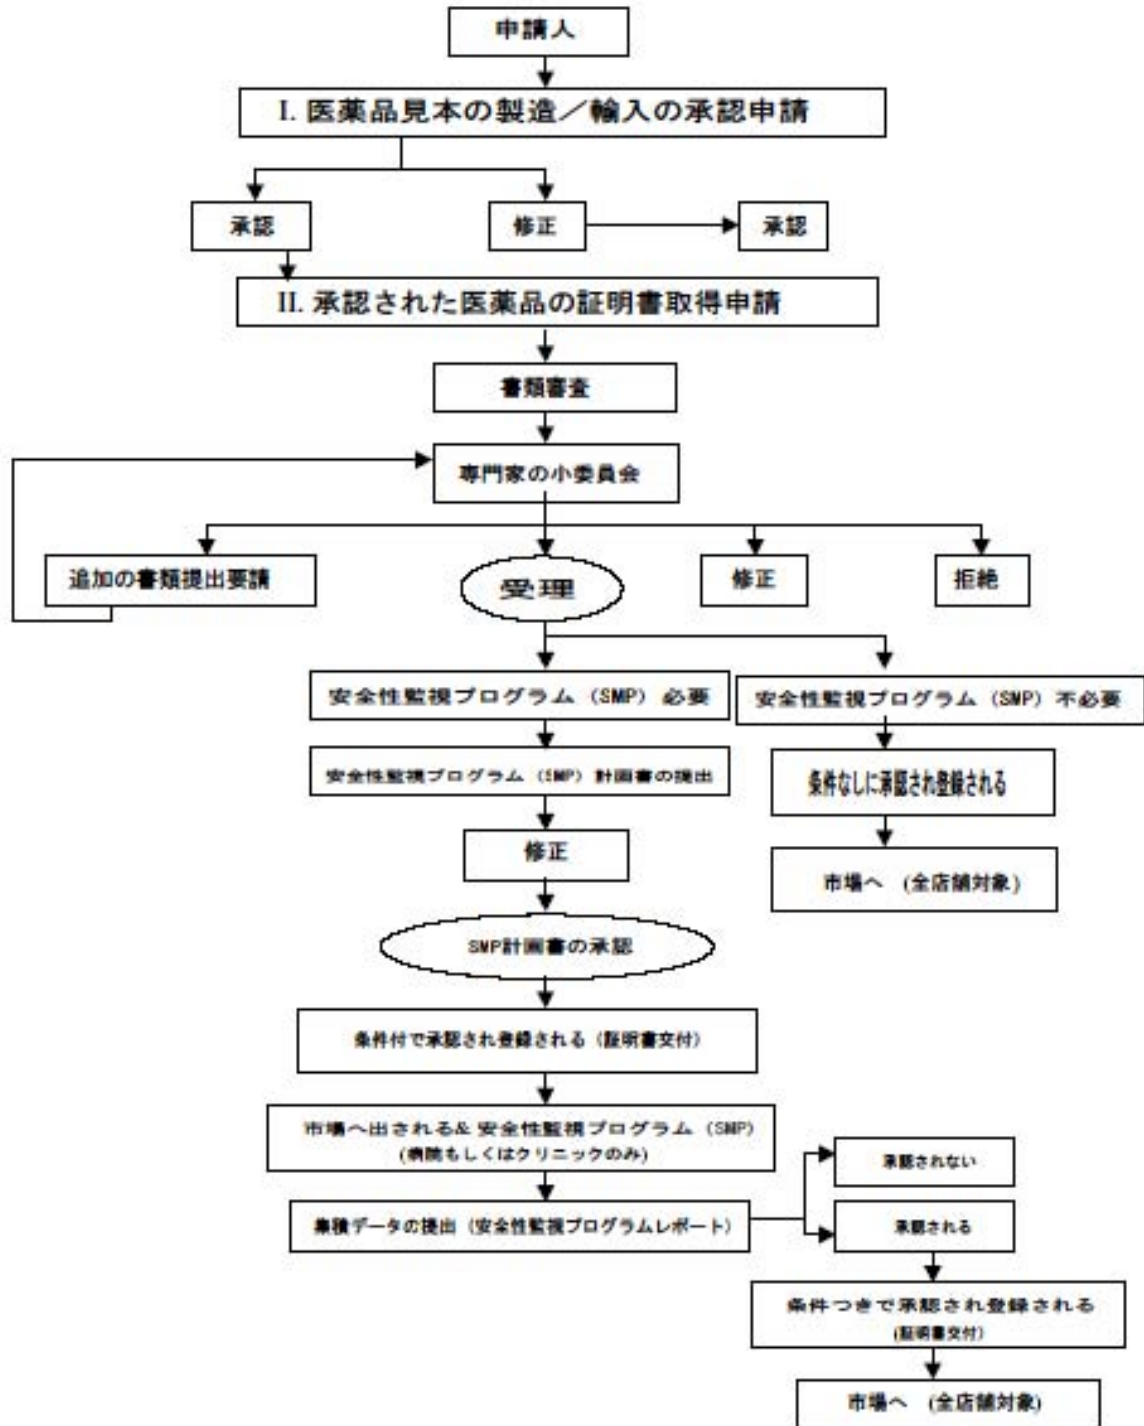 申請人
I. 医薬品見本の製造／輸入の承認申請
承認
修正
承認
II. 承認された医薬品の証明書取得申請
書類審査
専門家の小委員会
追加の書類提出要請
受理
修正
拒絶
安全性監視プログラム（SMP）必要
安全性監視プログラム（SMP）不必要
安全性監視プログラム（SMP）計画書の提出
条件なしに承認され登録される
修正
市場へ (全店舗対象)
SMP計画書の承認
条件付で承認され登録される（証明書交付）
市場へ出される& 安全性監視プログラム（SMP）
(病院もしくはクリニックのみ)
承認されない
集積データの提出（安全性監視プログラムレポート）
承認される
条件つきで承認され登録される
(証明書交付)
市場へ (全店舗対象)